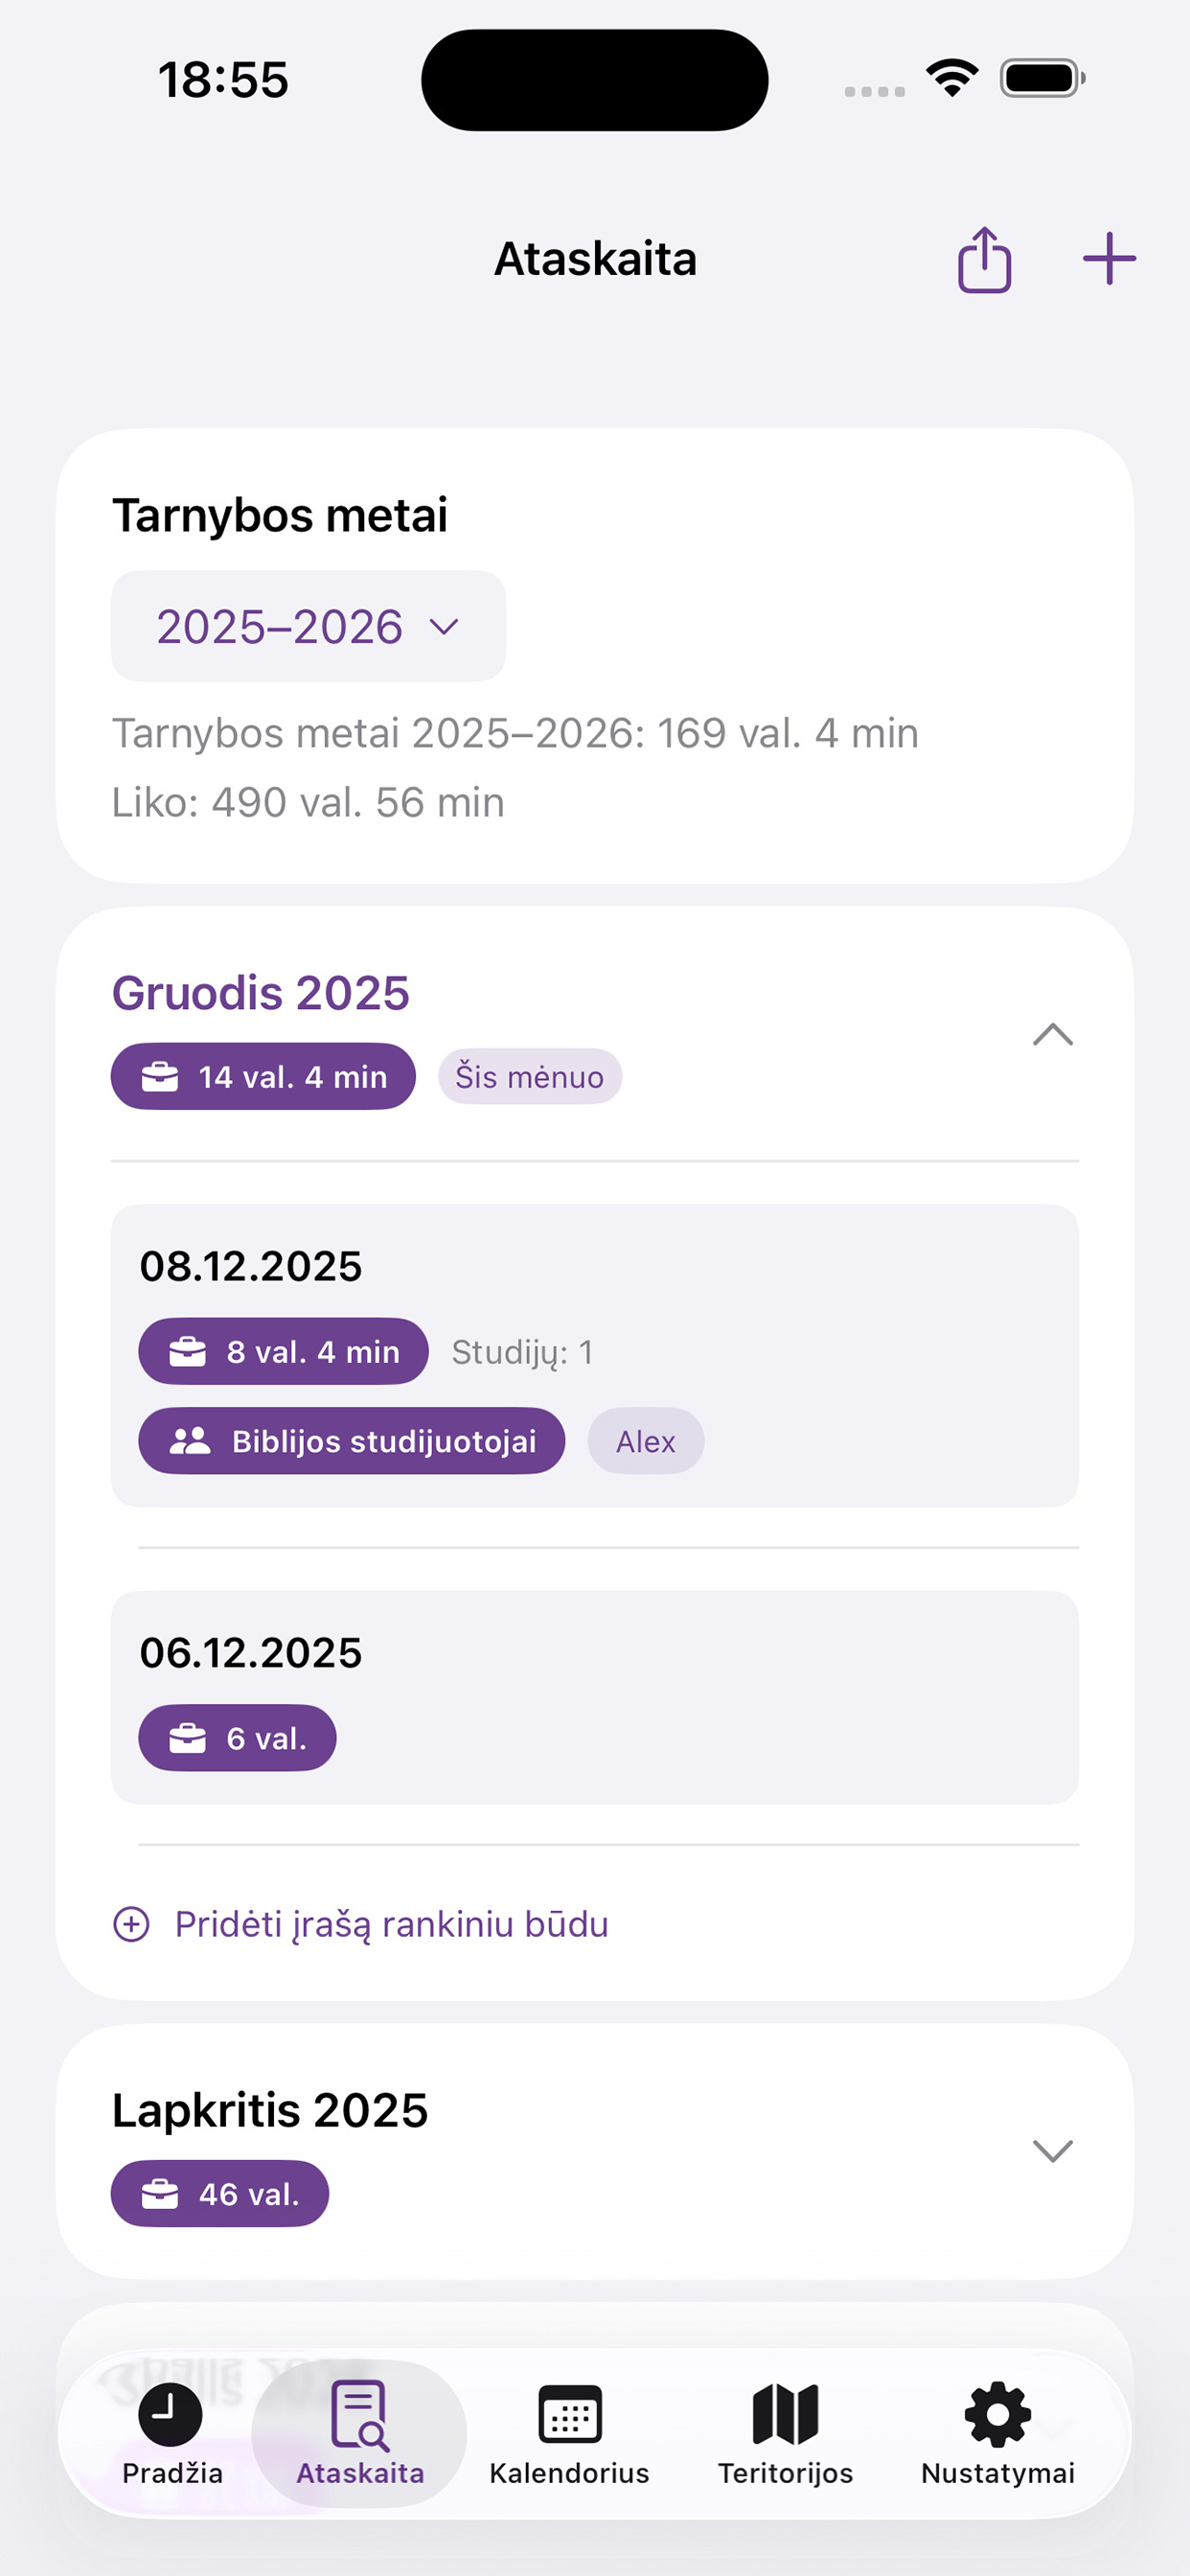 18:55
Ataskaita
Tarnybos metai
2025–2026
Tarnybos metai 2025–2026: 169 val. 4 min
Liko: 490 val. 56 min
Gruodis 2025
14 val. 4 min Šis mėnuo
08.12.2025
8 val. 4 min Studijų: 1
Biblijos studijuotojai Alex
06.12.2025
6 val.
Pridėti įrašą rankiniu būdu
Lapkritis 2025
46 val.
Pradžia Ataskaita Kalendorius Teritorijos Nustatymai